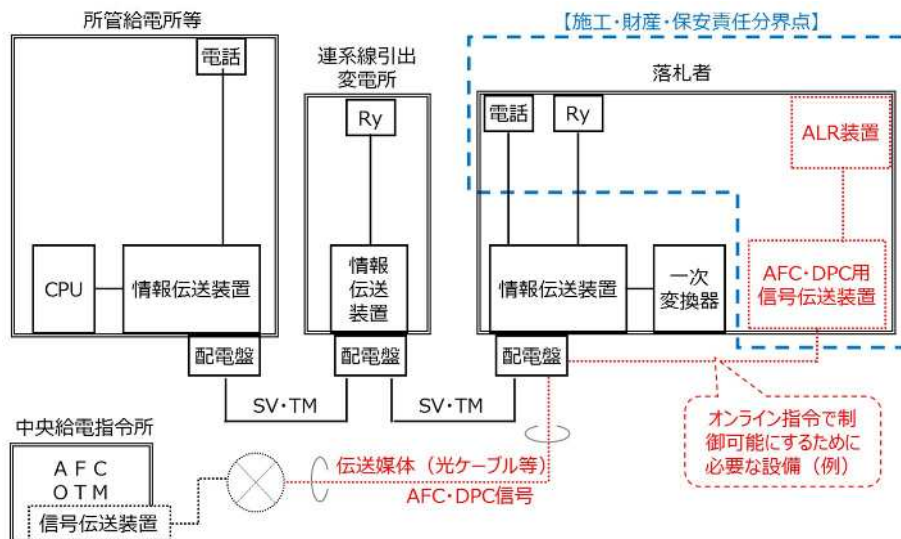 所管給電所等
電話
CPU
情報伝送装置
配電盤
連系線引出
変電所
Ry
情報
伝送
装置
配電盤
【施工・財産・保安責任分界点】
落札者
電話
Ry
ALR装置
情報伝送装置
一次
変換器
AFC・DPC用
信号伝送装置
配電盤
SV・TM
SV・TM
オンライン指令で制
御可能にするために
必要な設備（例）
中央給電指令所
ＡＦＣ
ＯＴＭ
信号伝送装置
伝送媒体（光ケーブル等）
AFC・DPC信号